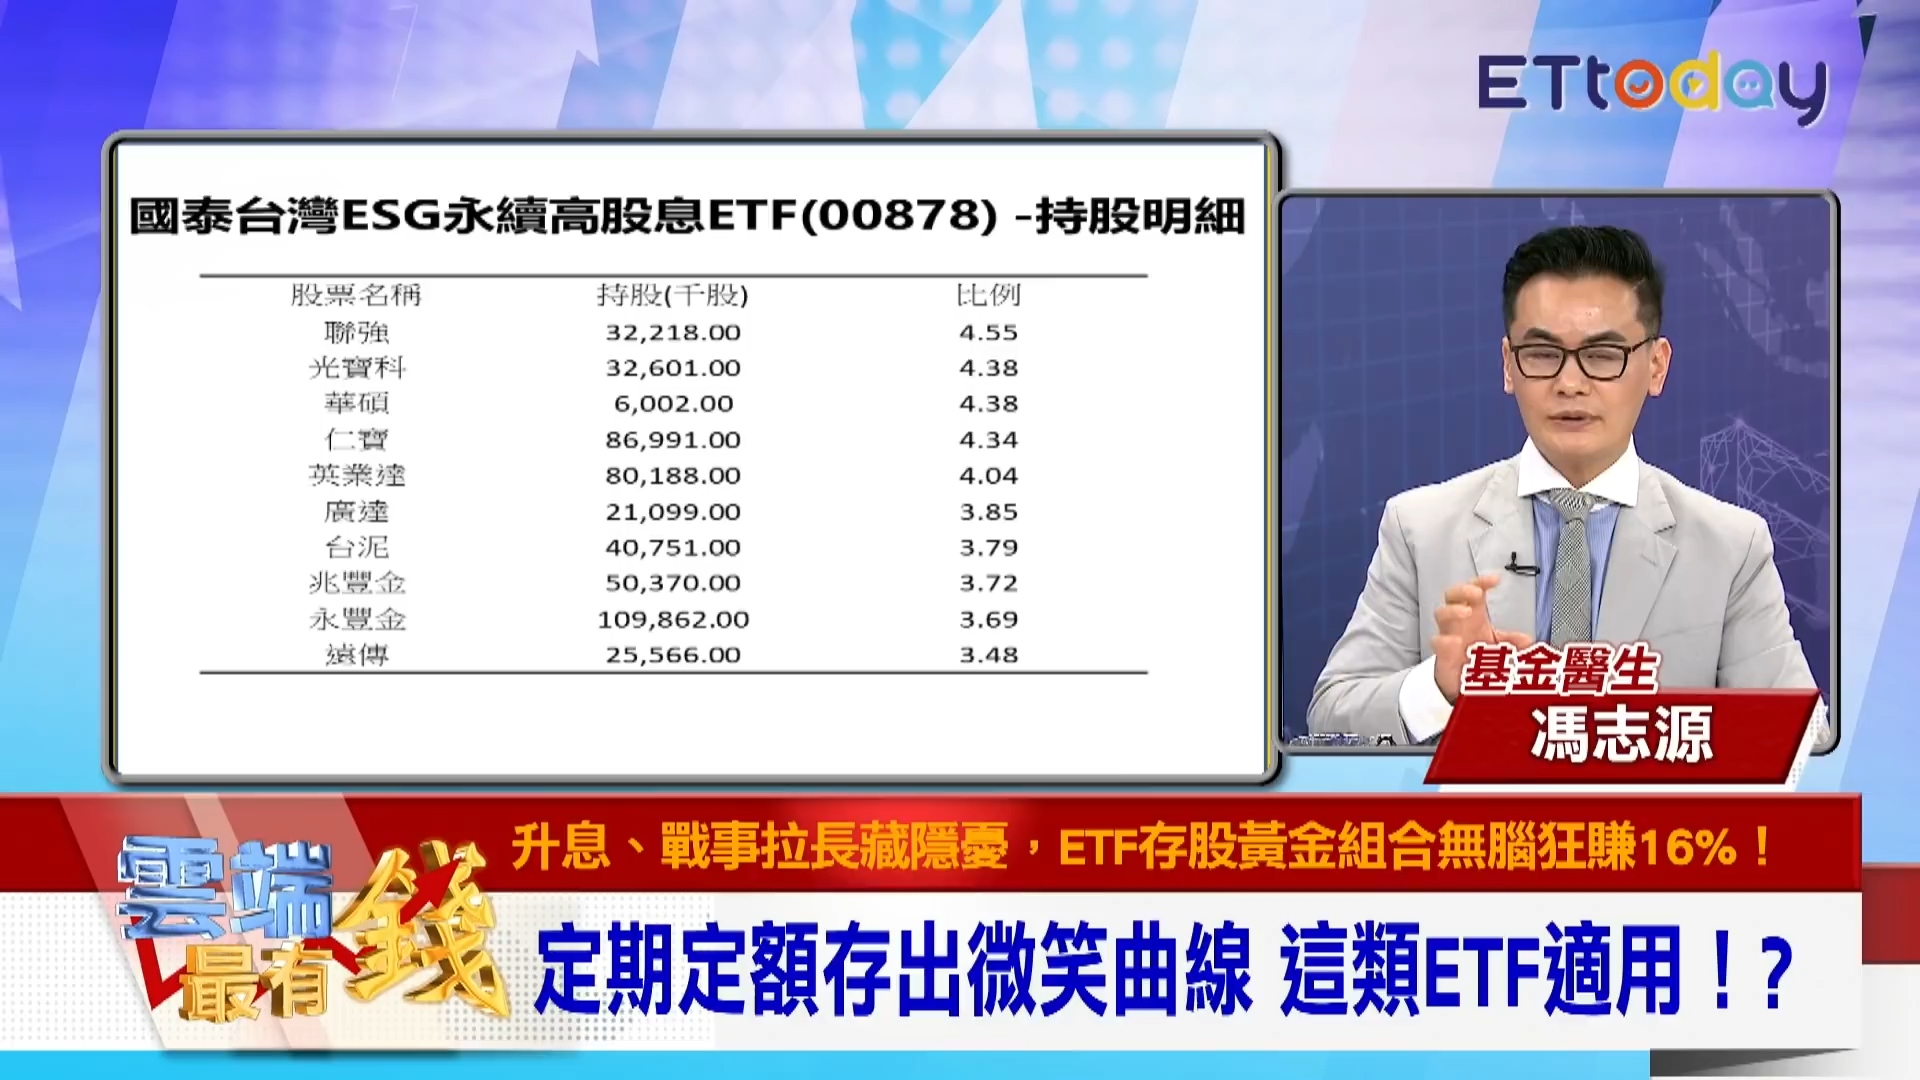 ETtoday
國泰台灣ESG永續高股息ETF(00878) -持股明細
股票名稱 持股(千股) 比例
聯強 32,218.00 4.55
光寶科 32,601.00 4.38
華碩 6,002.00 4.38
仁寶 86,991.00 4.34
英業達 80,188.00 4.04
廣達 21,099.00 3.85
台泥 40,751.00 3.79
兆豐金 50,370.00 3.72
永豐金 109,862.00 3.69
遠傳 25,566.00 3.48
基金醫生
馮志源
雲端最有錢
升息、戰事拉長藏隱憂，ETF存股黃金組合無腦狂賺16%！
定期定額存出微笑曲線 這類ETF適用！?